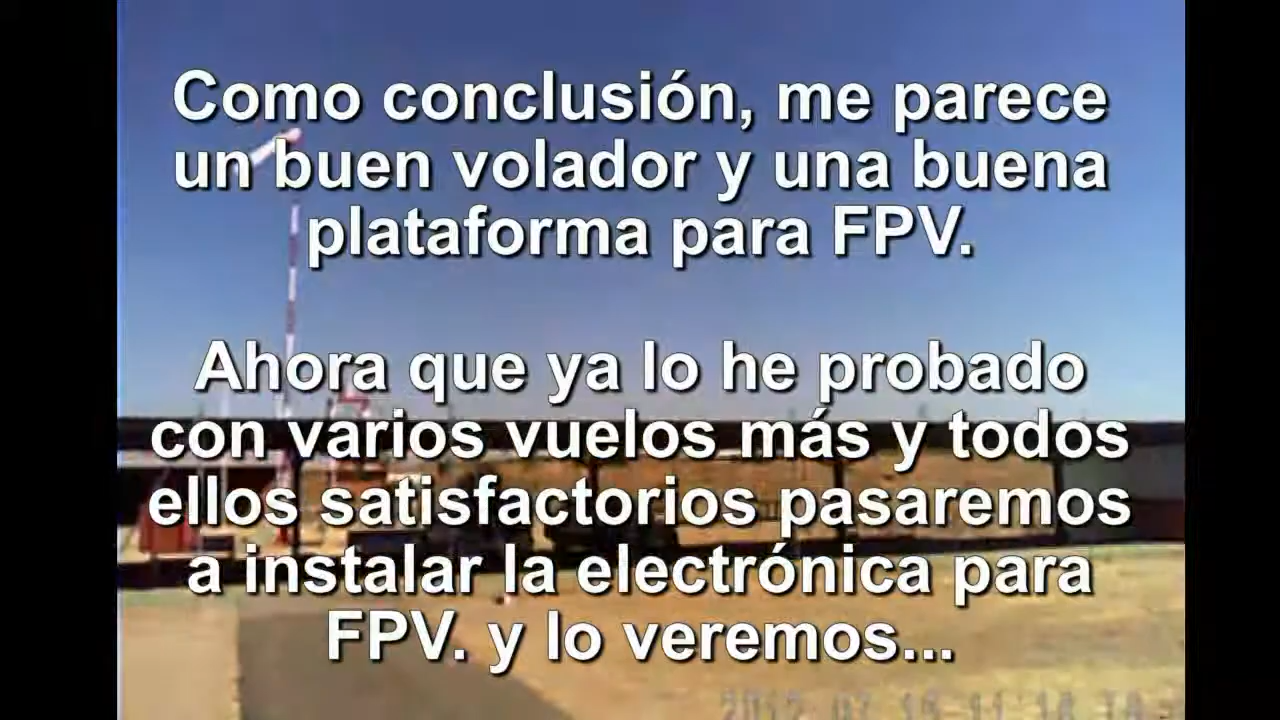 Como conclusión, me parece
un buen volador y una buena
plataforma para FPV.
Ahora que ya lo he probado
con varios vuelos más y todos
ellos satisfactorios pasaremos
a instalar la electrónica para
FPV. y lo veremos...